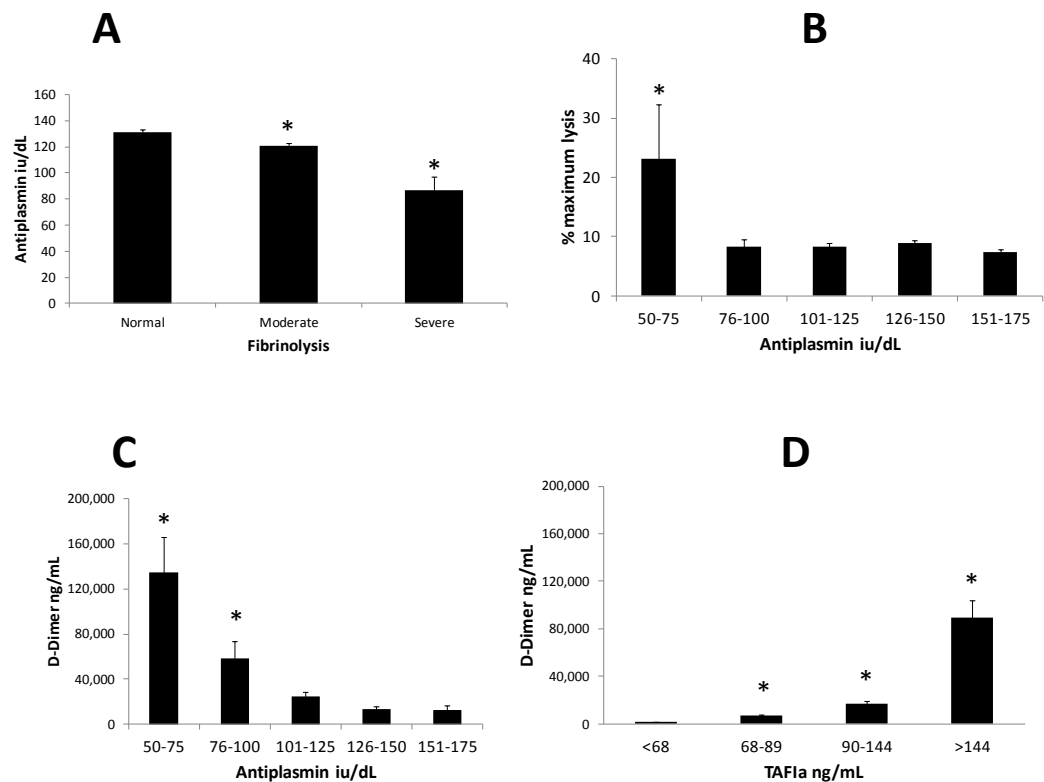 A
Antiplasmin iu/dL
160
140
120
100
80
60
40
20
0
*
*
Normal Moderate Severe
Fibrinolysis
B
% maximum lysis
40
30
20
10
0
*
50-75 76-100 101-125 126-150 151-175
Antiplasmin iu/dL
C
D-Dimer ng/mL
200,000
160,000
120,000
80,000
40,000
0
*
*
50-75 76-100 101-125 126-150 151-175
Antiplasmin iu/dL
D
D-Dimer ng/mL
200,000
160,000
120,000
80,000
40,000
0
*
*
*
<68 68-89 90-144 >144
TAFIa ng/mL